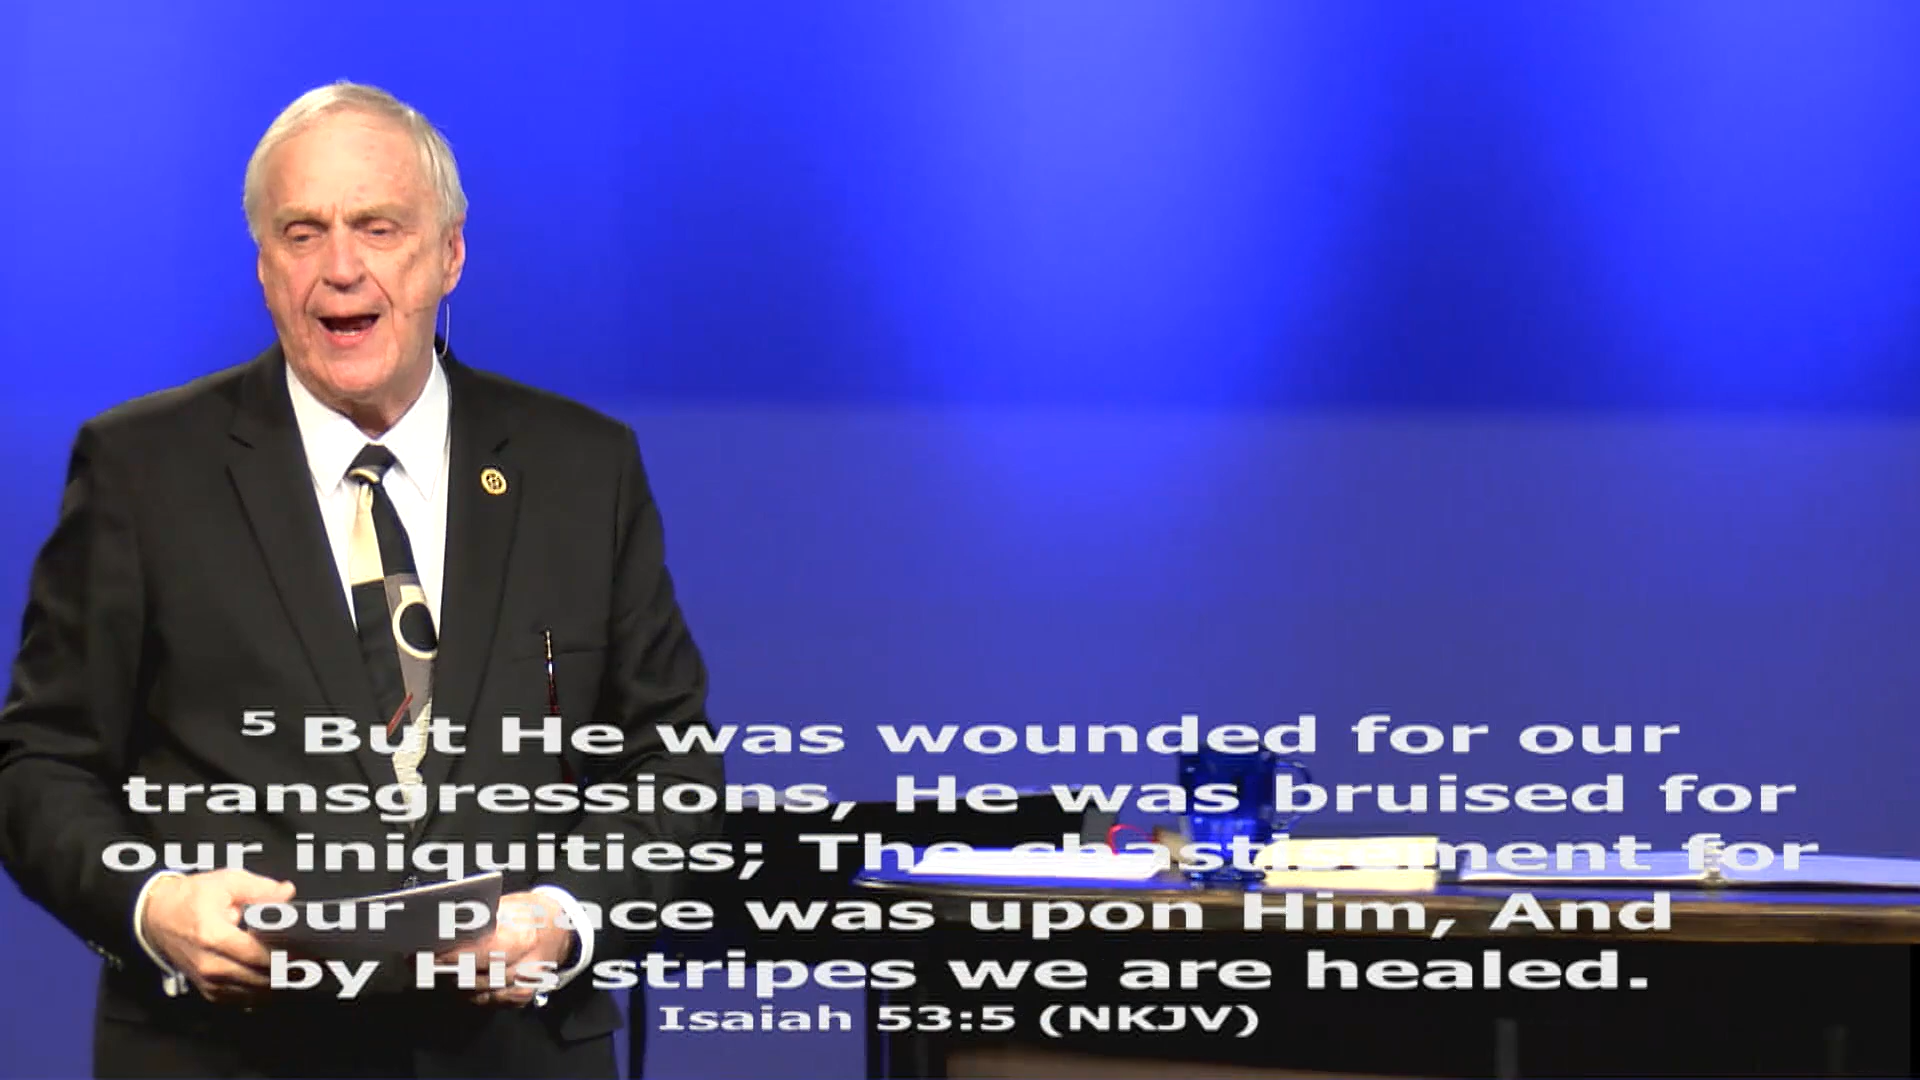 5 But He was wounded for our
transgressions, He was bruised for
our iniquities; The chastisement for
our peace was upon Him, And
by His stripes we are healed.
Isaiah 53:5 (NKJV)